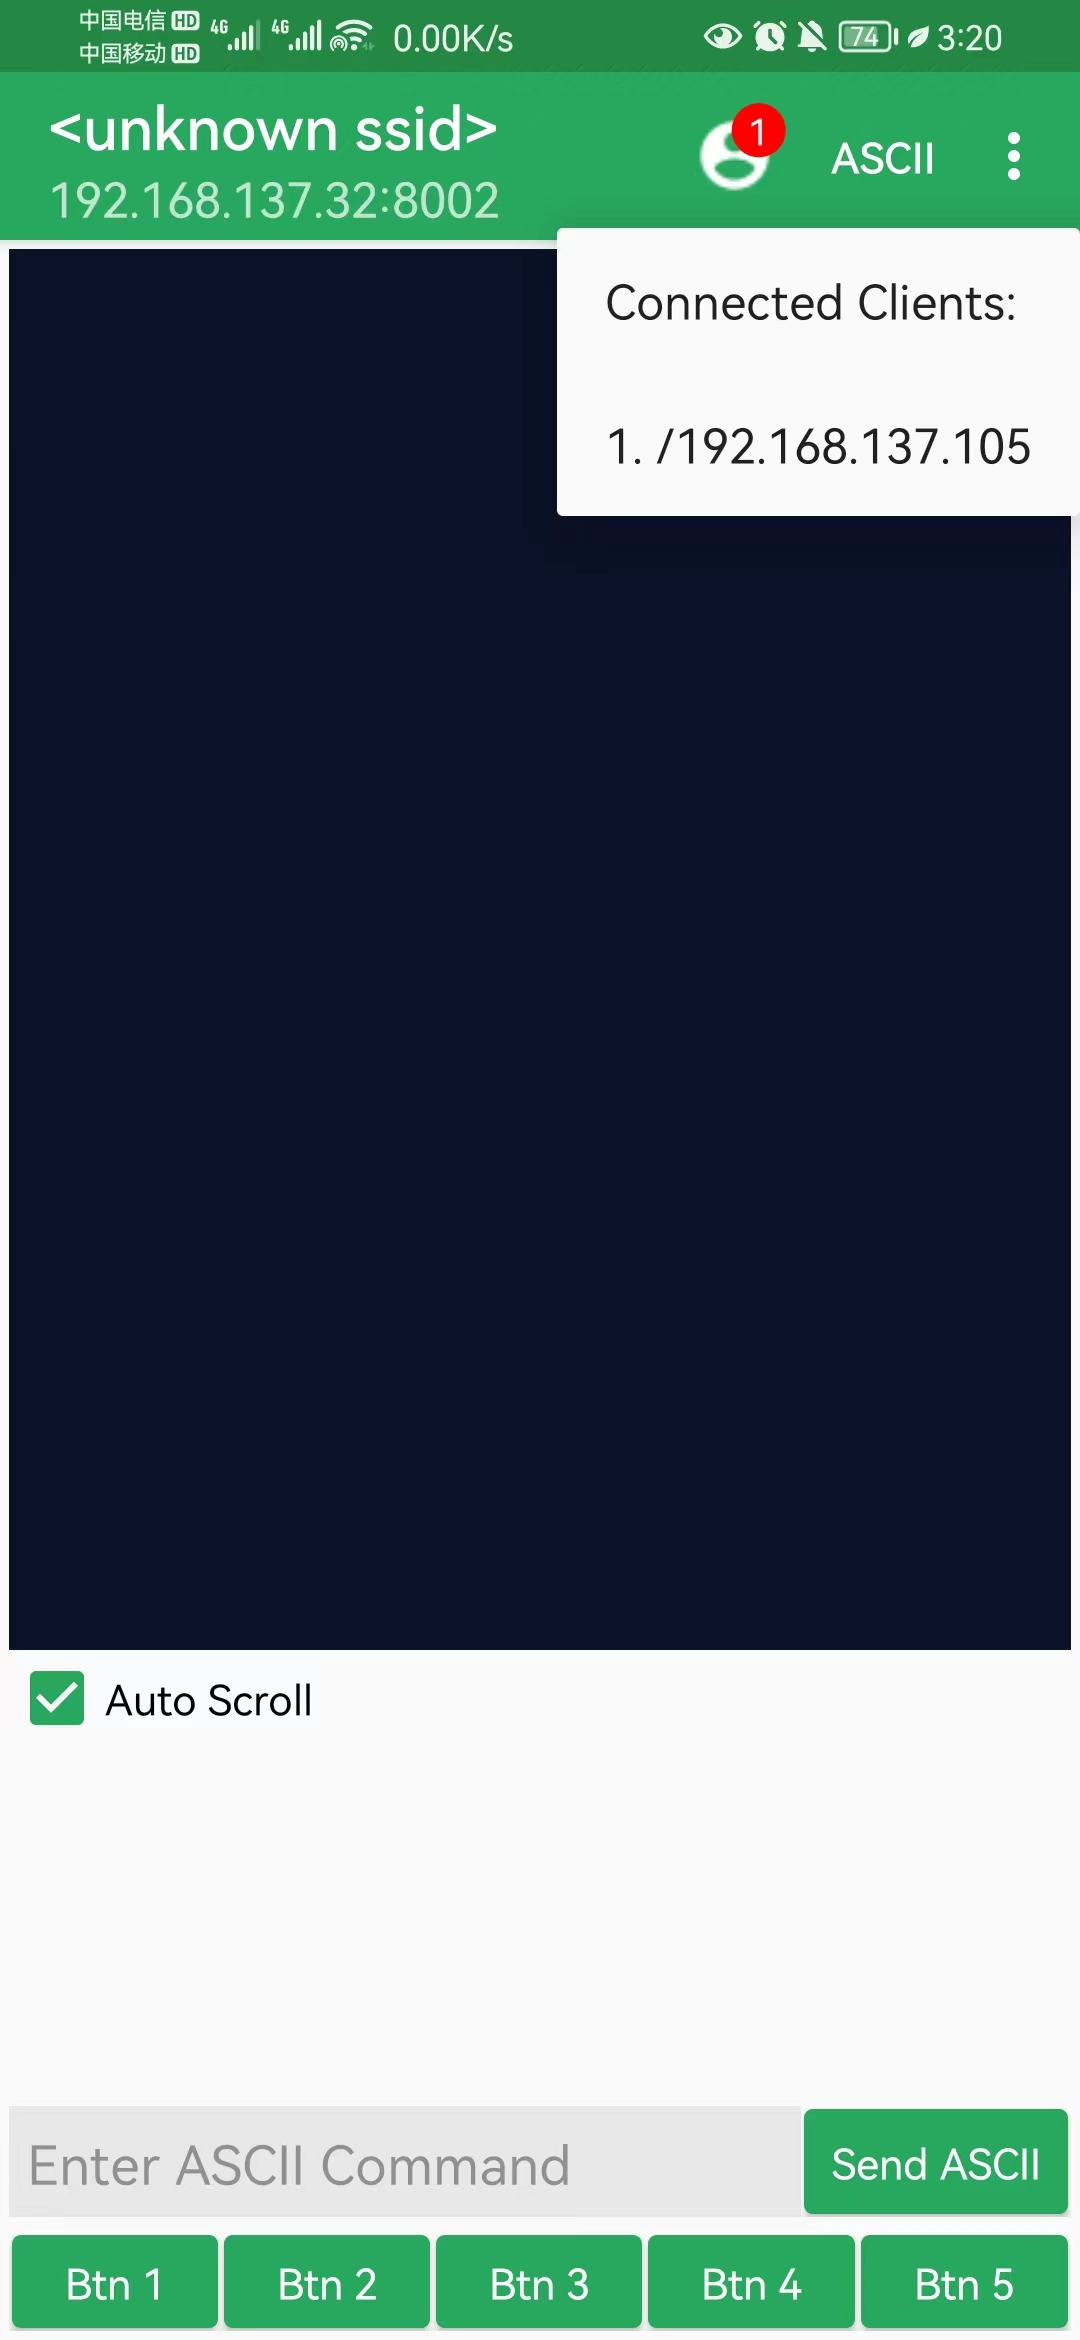 中国电信 HD 4G 4G 0.00K/s 74 3:20
中国移动 HD
<unknown ssid>
1
ASCII
192.168.137.32:8002
Connected Clients:
1. /192.168.137.105
Auto Scroll
Enter ASCII Command
Send ASCII
Btn 1
Btn 2
Btn 3
Btn 4
Btn 5